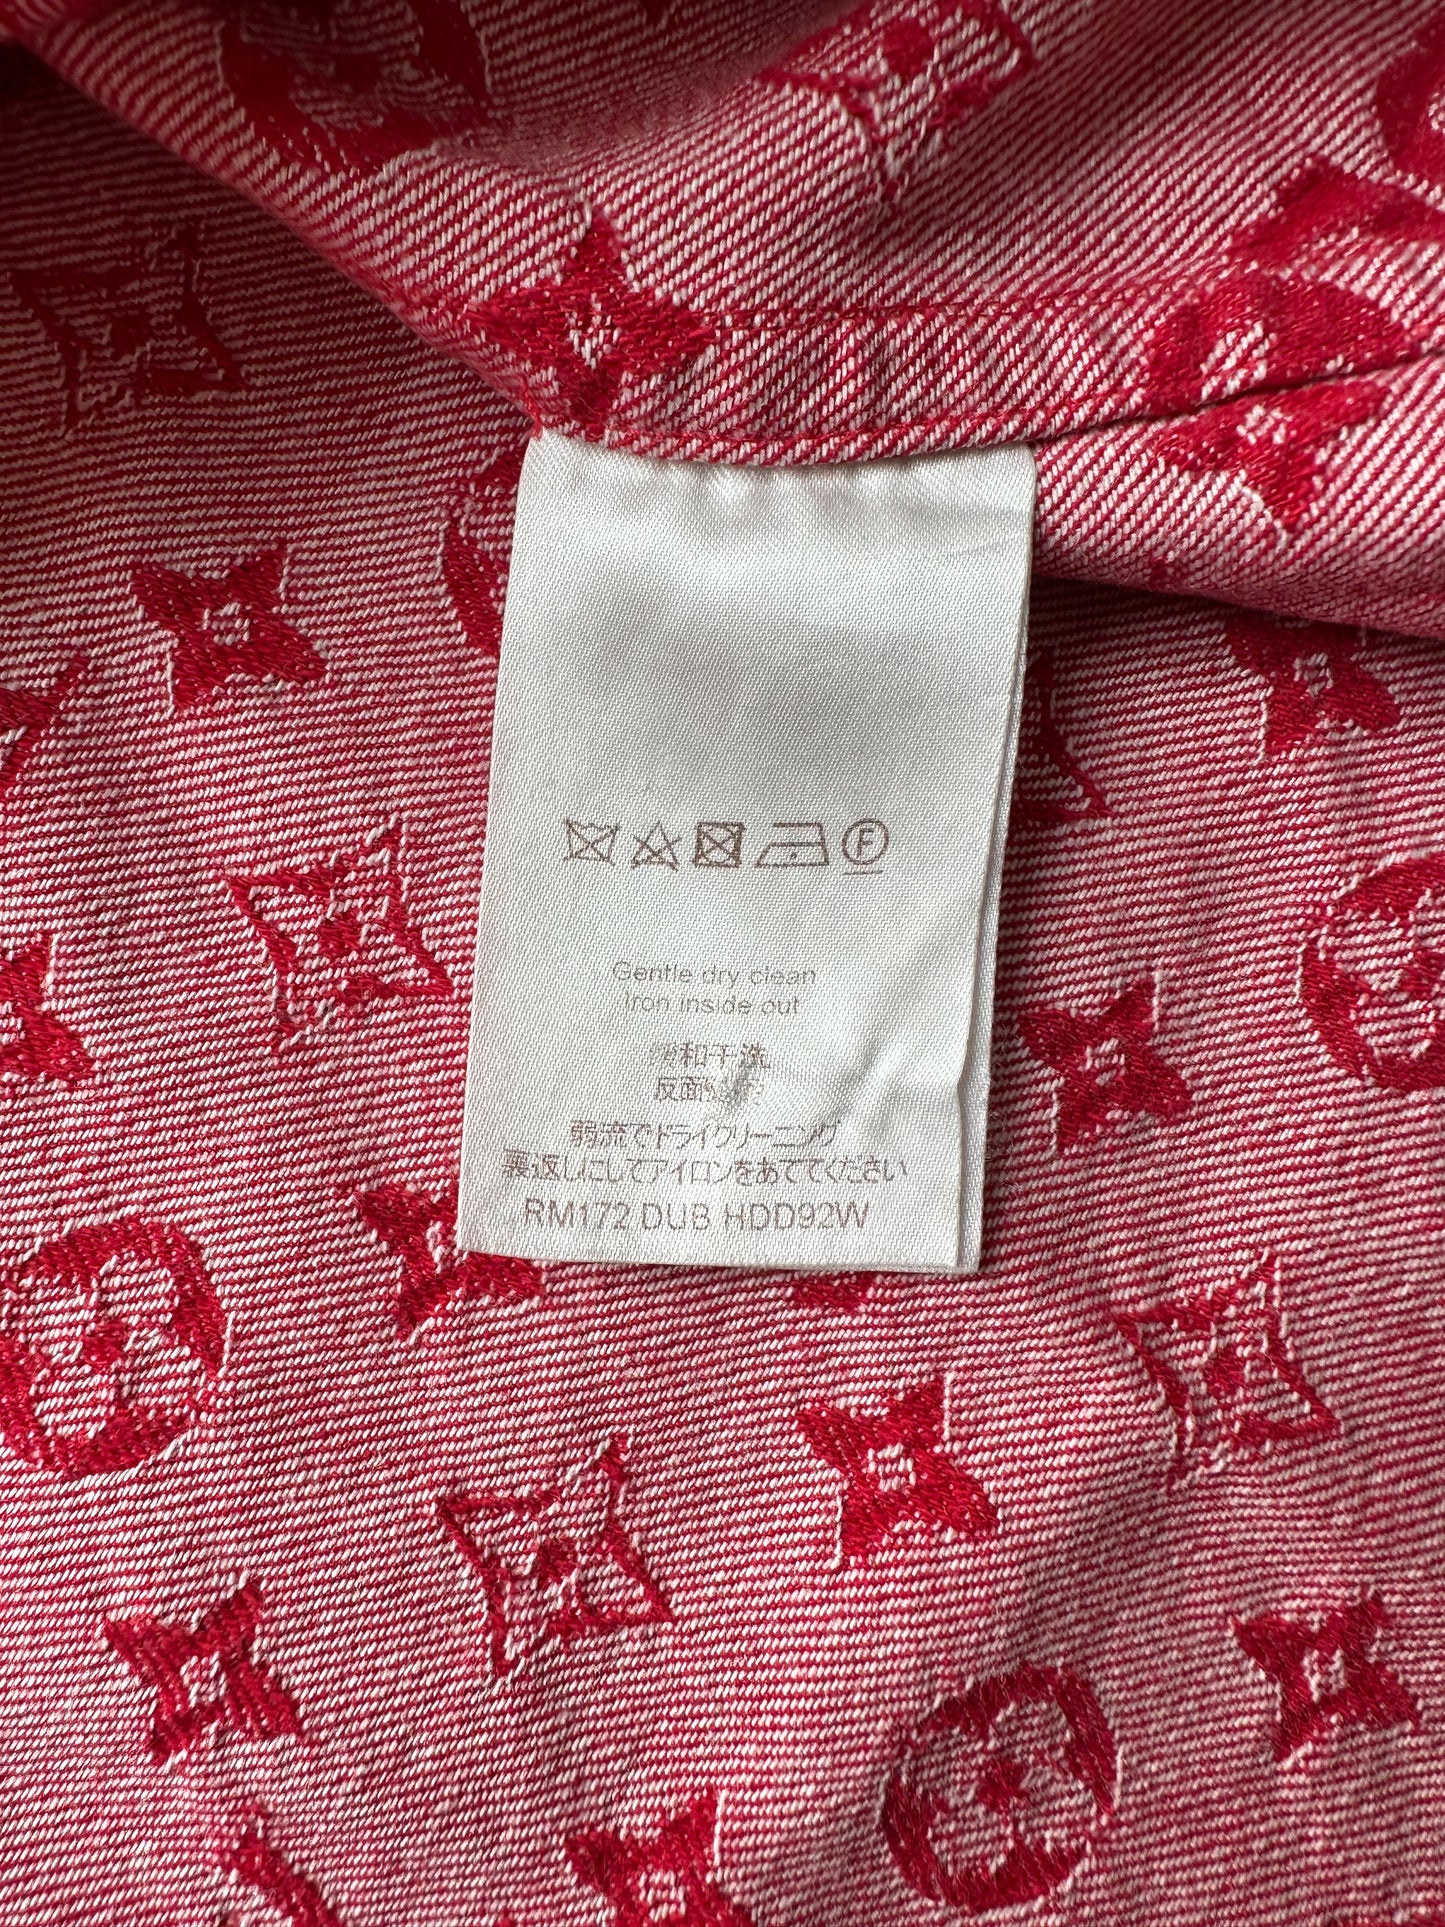 F
Gentle dry clean
Iron inside out
和干洗
反面
弱流でドライクリーニング
裏返しにしてアイロンをあててください
RM172 DUB HDD92W